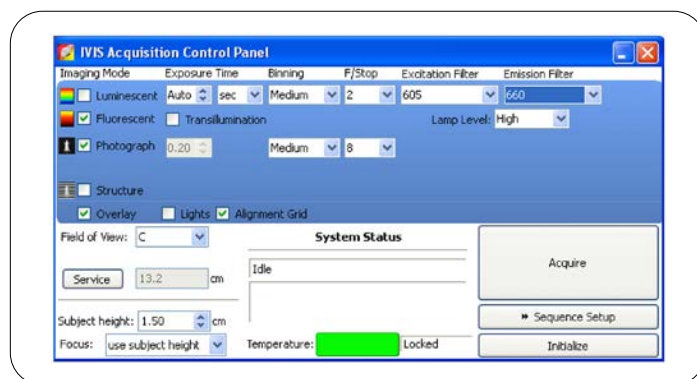 IVIS Acquisition Control Panel
Imaging Mode Exposure Time Binning F/Stop Excitation Filter Emission Filter
Luminescent Auto sec Medium 2 605 660
Fluorescent Transillumination Lamp Level: High
Photograph 0.20 Medium 8
Structure
Overlay Lights Alignment Grid
Field of View: C System Status
Idle Acquire
Service 13.2 cm
Subject height: 1.50 cm Sequence Setup
Focus: use subject height Temperature: Locked Initialize